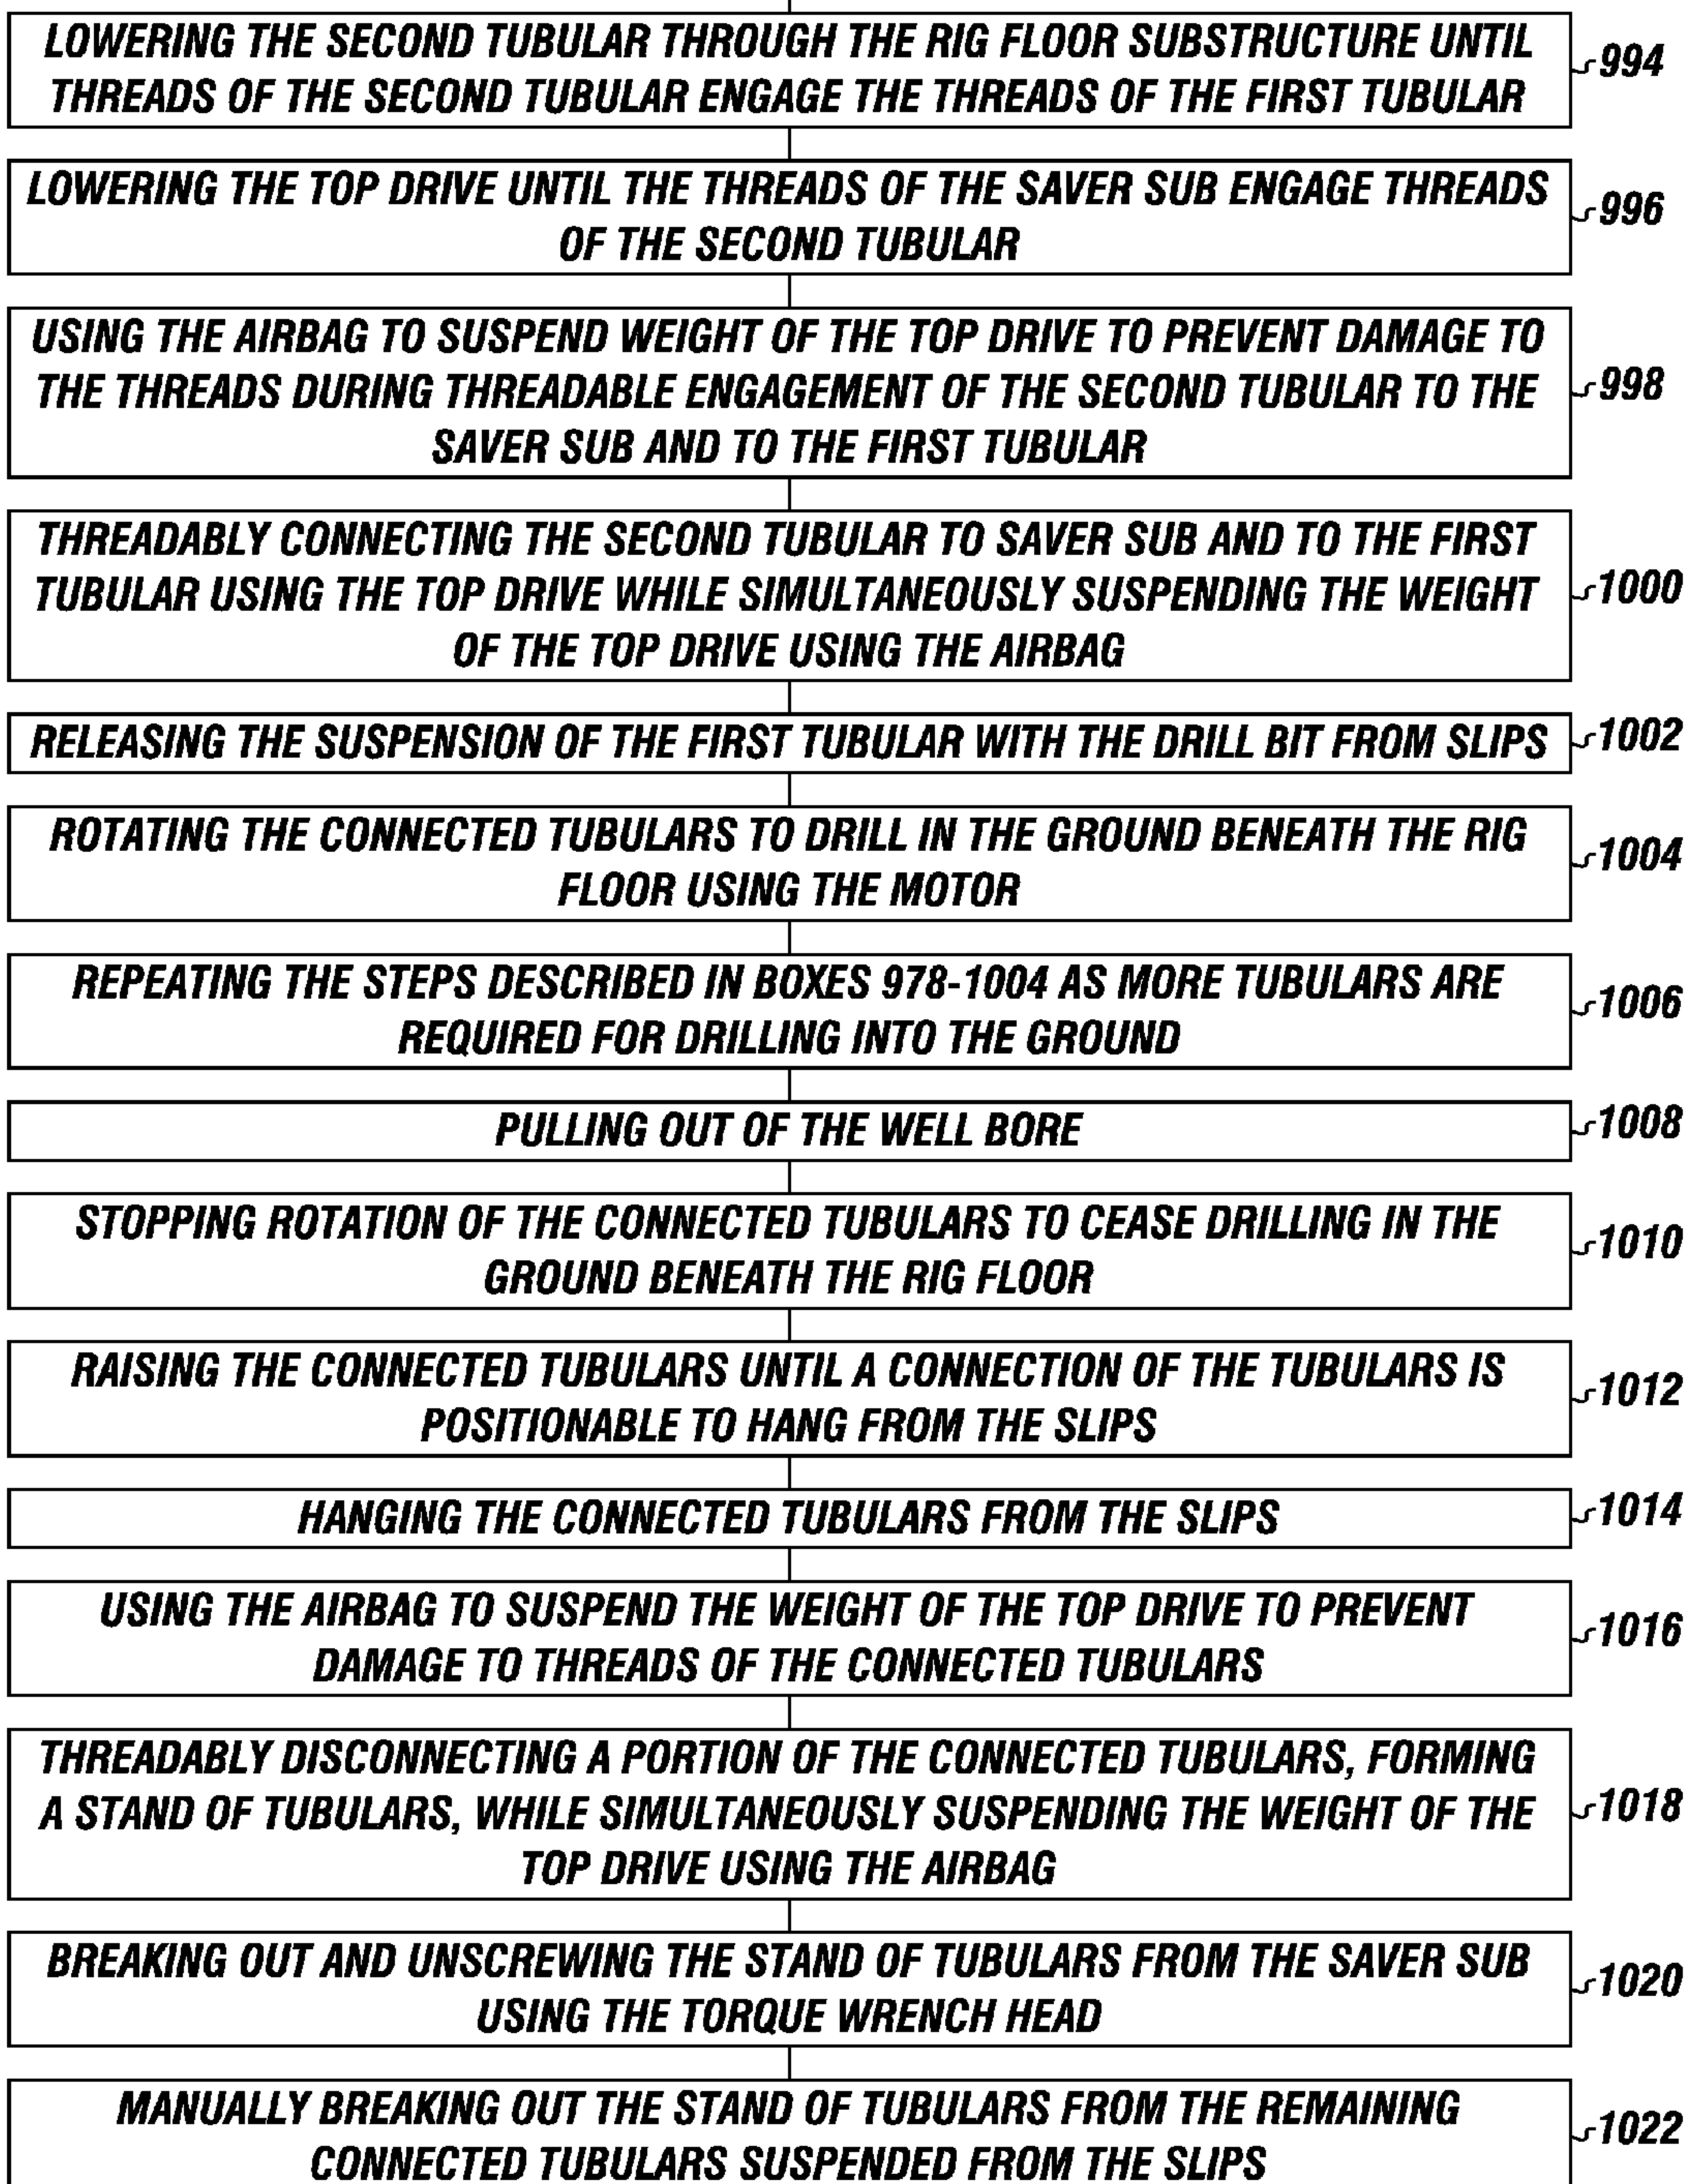 LOWERING THE SECOND TUBULAR THROUGH THE RIG FLOOR SUBSTRUCTURE UNTIL
THREADS OF THE SECOND TUBULAR ENGAGE THE THREADS OF THE FIRST TUBULAR
994
LOWERING THE TOP DRIVE UNTIL THE THREADS OF THE SAVER SUB ENGAGE THREADS
OF THE SECOND TUBULAR
996
USING THE AIRBAG TO SUSPEND WEIGHT OF THE TOP DRIVE TO PREVENT DAMAGE TO
THE THREADS DURING THREADABLE ENGAGEMENT OF THE SECOND TUBULAR TO THE
SAVER SUB AND TO THE FIRST TUBULAR
998
THREADABLY CONNECTING THE SECOND TUBULAR TO SAVER SUB AND TO THE FIRST
TUBULAR USING THE TOP DRIVE WHILE SIMULTANEOUSLY SUSPENDING THE WEIGHT
OF THE TOP DRIVE USING THE AIRBAG
1000
RELEASING THE SUSPENSION OF THE FIRST TUBULAR WITH THE DRILL BIT FROM SLIPS
1002
ROTATING THE CONNECTED TUBULARS TO DRILL IN THE GROUND BENEATH THE RIG
FLOOR USING THE MOTOR
1004
REPEATING THE STEPS DESCRIBED IN BOXES 978-1004 AS MORE TUBULARS ARE
REQUIRED FOR DRILLING INTO THE GROUND
1006
PULLING OUT OF THE WELL BORE
1008
STOPPING ROTATION OF THE CONNECTED TUBULARS TO CEASE DRILLING IN THE
GROUND BENEATH THE RIG FLOOR
1010
RAISING THE CONNECTED TUBULARS UNTIL A CONNECTION OF THE TUBULARS IS
POSITIONABLE TO HANG FROM THE SLIPS
1012
HANGING THE CONNECTED TUBULARS FROM THE SLIPS
1014
USING THE AIRBAG TO SUSPEND THE WEIGHT OF THE TOP DRIVE TO PREVENT
DAMAGE TO THREADS OF THE CONNECTED TUBULARS
1016
THREADABLY DISCONNECTING A PORTION OF THE CONNECTED TUBULARS, FORMING
A STAND OF TUBULARS, WHILE SIMULTANEOUSLY SUSPENDING THE WEIGHT OF THE
TOP DRIVE USING THE AIRBAG
1018
BREAKING OUT AND UNSCREWING THE STAND OF TUBULARS FROM THE SAVER SUB
USING THE TORQUE WRENCH HEAD
1020
MANUALLY BREAKING OUT THE STAND OF TUBULARS FROM THE REMAINING
CONNECTED TUBULARS SUSPENDED FROM THE SLIPS
1022